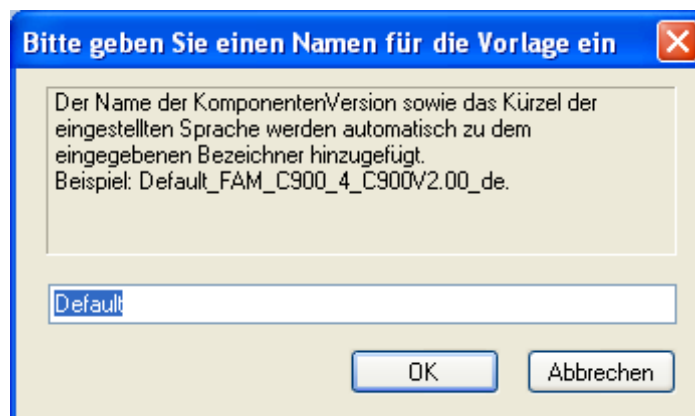 Bitte geben Sie einen Namen für die Vorlage ein
Der Name der KomponentenVersion sowie das Kürzel der
eingestellten Sprache werden automatisch zu dem
eingegebenen Bezeichner hinzugefügt.
Beispiel: Default_FAM_C900_4_C900V2.00_de.
Default
OK
Abbrechen